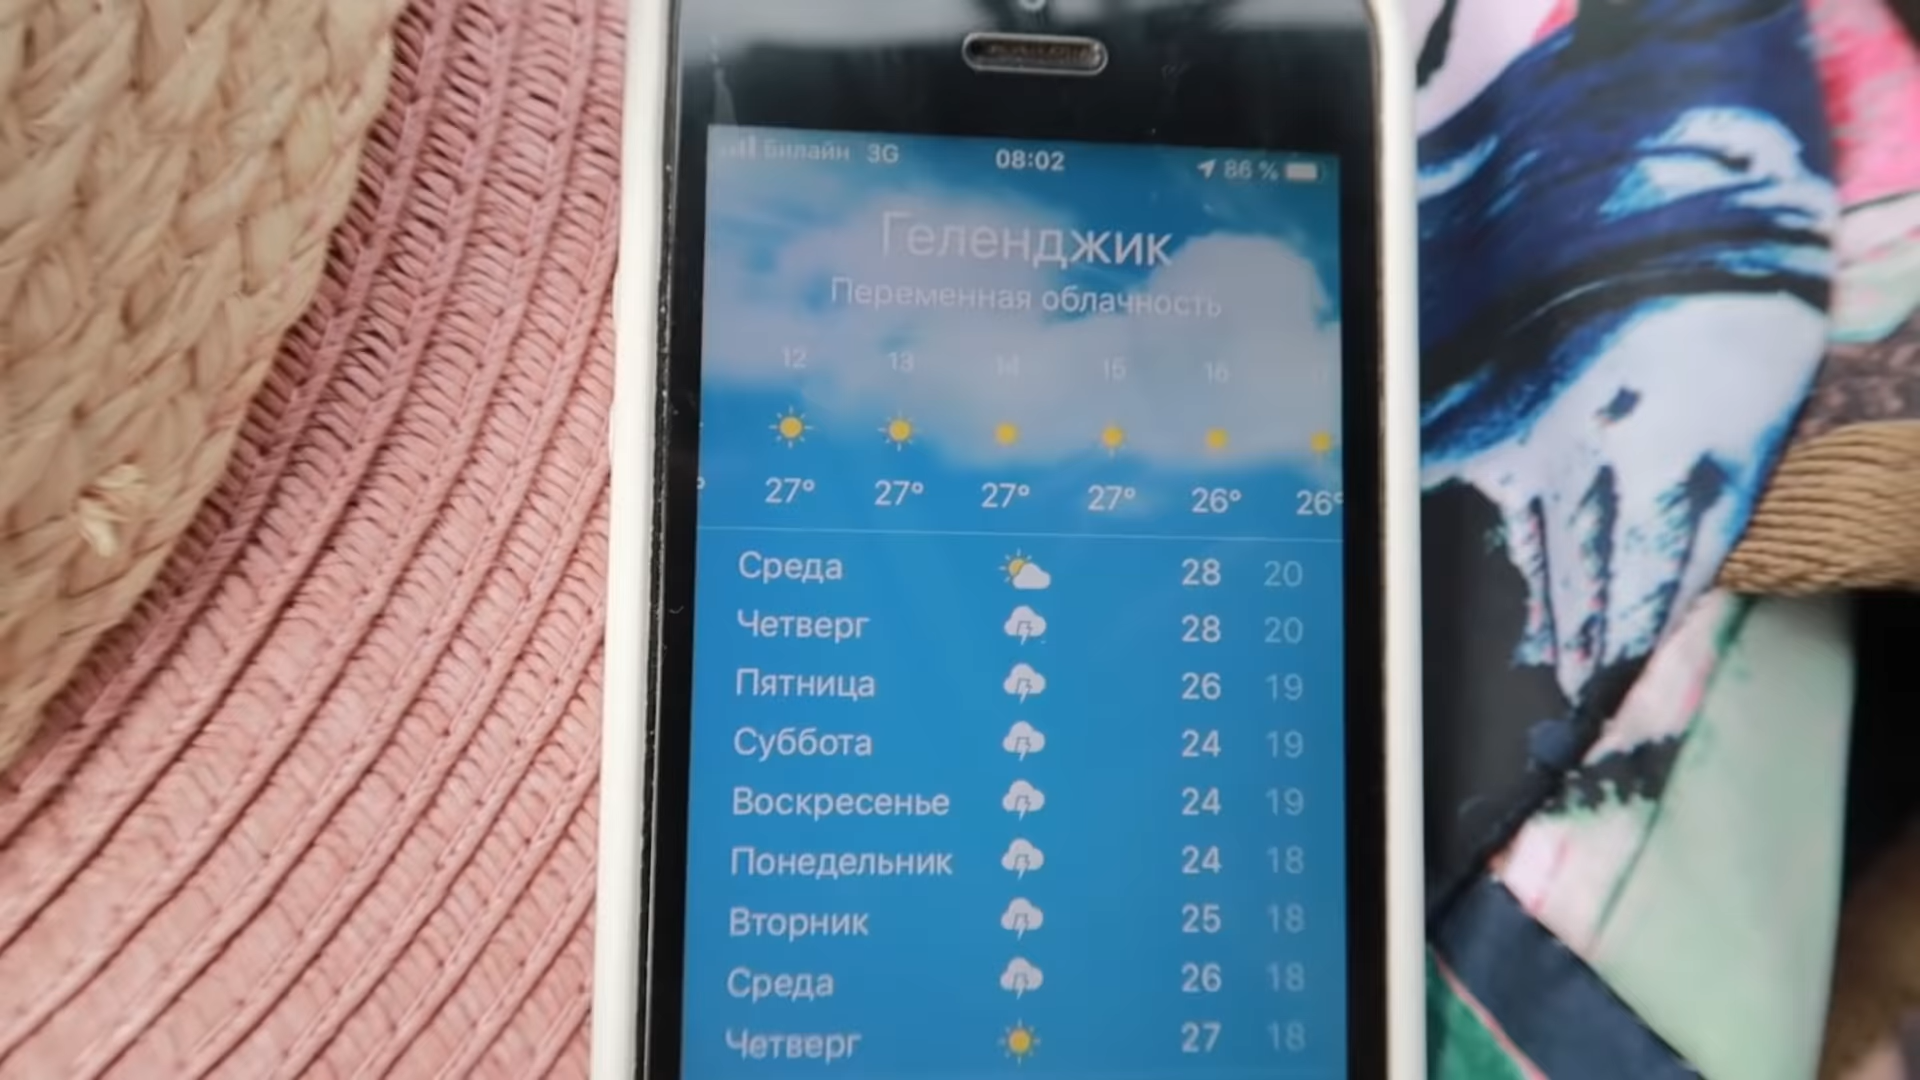 Билайн 3G 08:02 86 %
Геленджик
Переменная облачность
12 13 14 15 16
27° 27° 27° 27° 26° 26°
Среда 28 20
Четверг 28 20
Пятница 26 19
Суббота 24 19
Воскресенье 24 19
Понедельник 24 18
Вторник 25 18
Среда 26 18
Четверг 27 18